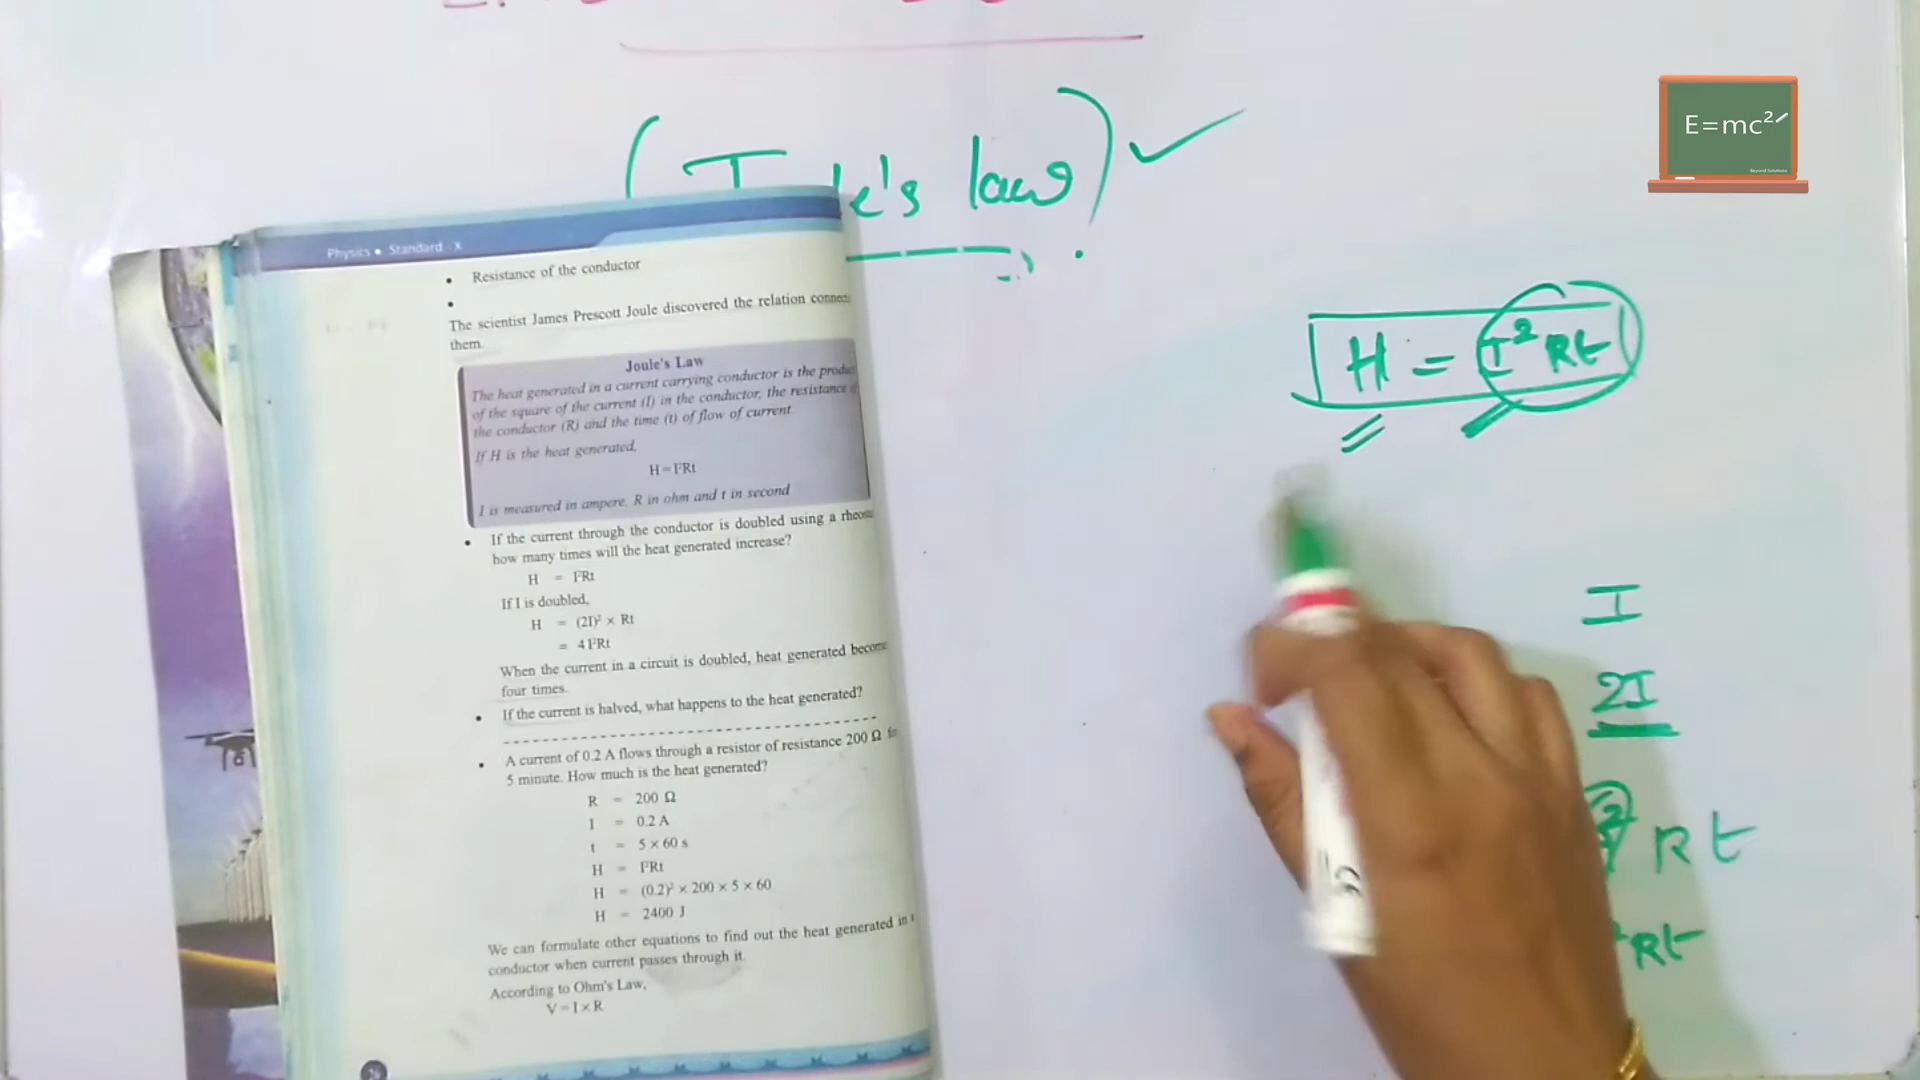 E=mc²
Beyond Solutions
( J le's law ) ✓
Physics • Standard - X
• Resistance of the conductor
•
The scientist James Prescott Joule discovered the relation
them.
Joule's Law
The heat generated in a current carrying conductor is the
of the square of the current (I) in the conductor, the resistance
the conductor (R) and the time (t) of flow of current.
If H is the heat generated,
H = I²Rt
I is measured in ampere, R in ohm and t in second
• If the current through the conductor is doubled using a
how many times will the heat generated increase?
H = I²Rt
If I is doubled,
H = (2I)² × Rt
= 4 I²Rt
When the current in a circuit is doubled, heat generated
four times.
• If the current is halved, what happens to the heat generated?
• A current of 0.2 A flows through a resistor of resistance 200 Ω
5 minute. How much is the heat generated?
R = 200 Ω
I = 0.2 A
t = 5 × 60 s
H = I²Rt
H = (0.2)² × 200 × 5 × 60
H = 2400 J
We can formulate other equations to find out the heat generated in
conductor when current passes through it.
According to Ohm's Law,
V = I × R
H = I²Rt
I
2I
Rt
²Rt